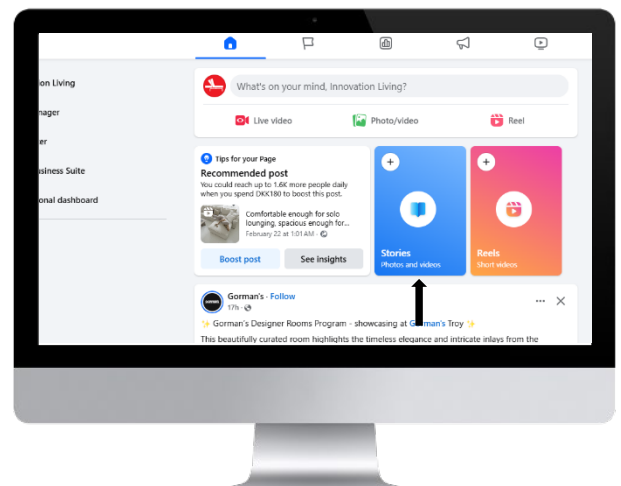 on Living
nager
er
usiness Suite
onal dashboard
What's on your mind, Innovation Living?
Live video
Photo/video
Reel
Tips for your Page
Recommended post
You could reach up to 1.6K more people daily
when you spend DKK180 to boost this post.
Comfortable enough for solo
lounging, spacious enough for...
February 22 at 1:01 AM ·
Boost post
See insights
Stories
Photos and videos
Reels
Short videos
Gorman's · Follow
17h ·
✨ Gorman's Designer Rooms Program - showcasing at Gorman's Troy ✨
This beautifully curated room highlights the timeless elegance and intricate inlays from the